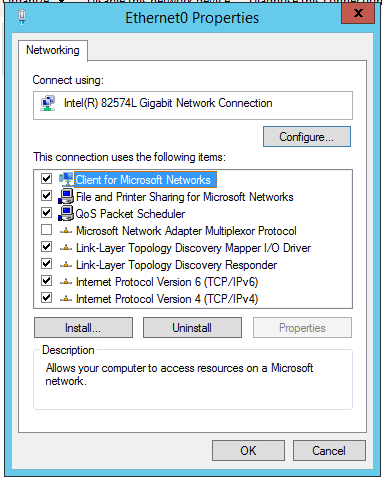 Ethernet0 Properties
Networking
Connect using:
Intel(R) 82574L Gigabit Network Connection
Configure...
This connection uses the following items:
Client for Microsoft Networks
File and Printer Sharing for Microsoft Networks
QoS Packet Scheduler
Microsoft Network Adapter Multiplexor Protocol
Link-Layer Topology Discovery Mapper I/O Driver
Link-Layer Topology Discovery Responder
Internet Protocol Version 6 (TCP/IPv6)
Internet Protocol Version 4 (TCP/IPv4)
Install...
Uninstall
Properties
Description
Allows your computer to access resources on a Microsoft
network.
OK
Cancel